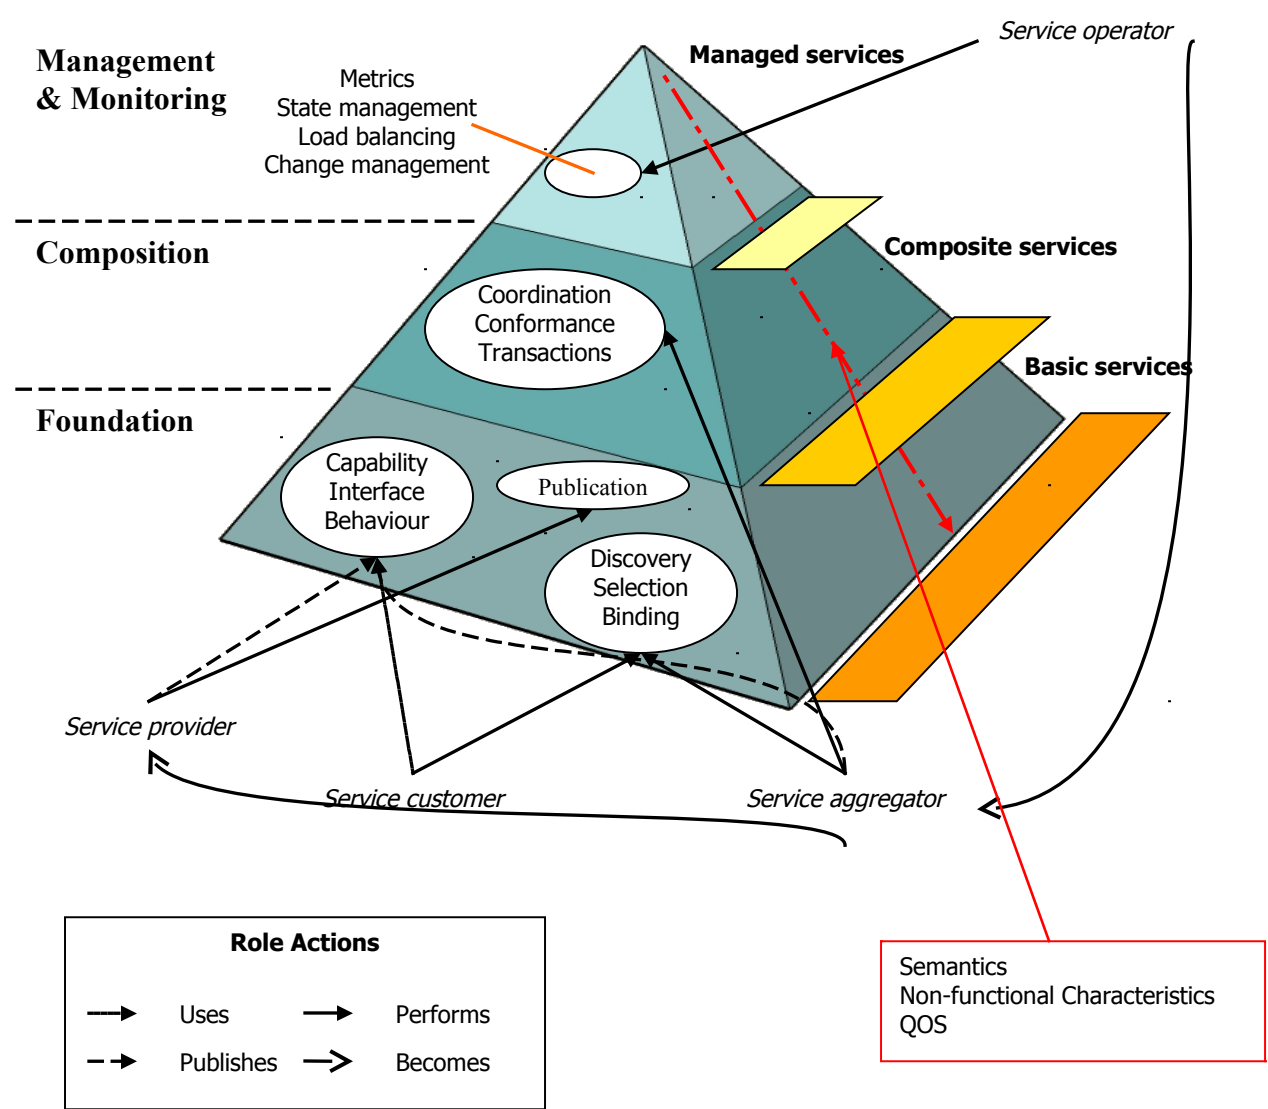 Service operator
Managed services
Management
& Monitoring
Metrics
State management
Load balancing
Change management
Composition
Composite services
Coordination
Conformance
Transactions
Basic services
Foundation
Capability
Interface
Behaviour
Publication
Discovery
Selection
Binding
Service provider
Service customer
Service aggregator
Role Actions
Uses
Performs
Publishes
Becomes
Semantics
Non-functional Characteristics
QOS